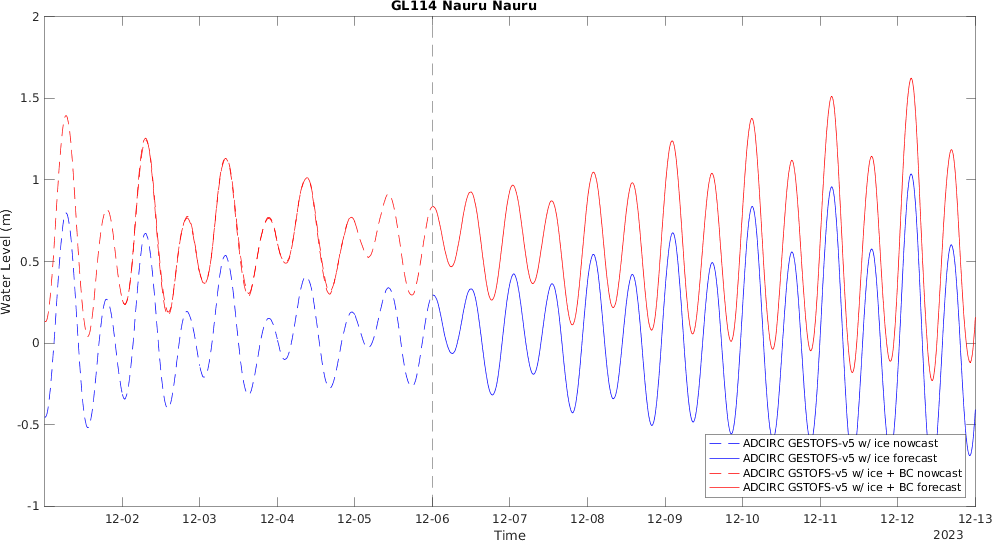 GL114 Nauru Nauru
Water Level (m)
2
1.5
1
0.5
0
-0.5
-1
ADCIRC GESTOFS-v5 w/ ice nowcast
ADCIRC GESTOFS-v5 w/ ice forecast
ADCIRC GSTOFS-v5 w/ ice + BC nowcast
ADCIRC GSTOFS-v5 w/ ice + BC forecast
12-02 12-03 12-04 12-05 12-06 12-07 12-08 12-09 12-10 12-11 12-12 12-13
Time
2023